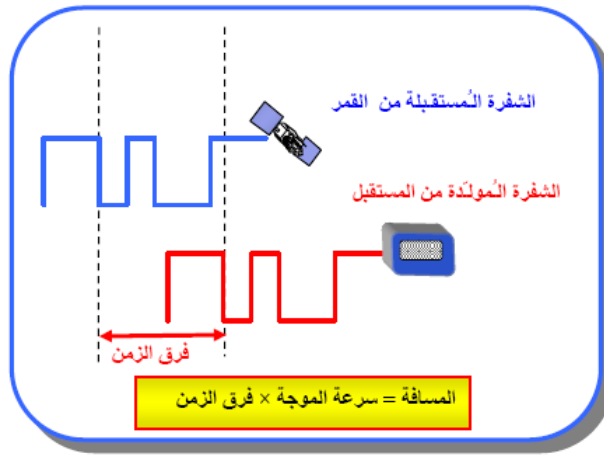 الشفرة المُستقبلة من القمر
الشفرة المُولّدة من المستقبل
فرق الزمن
المسافة = سرعة الموجة × فرق الزمن